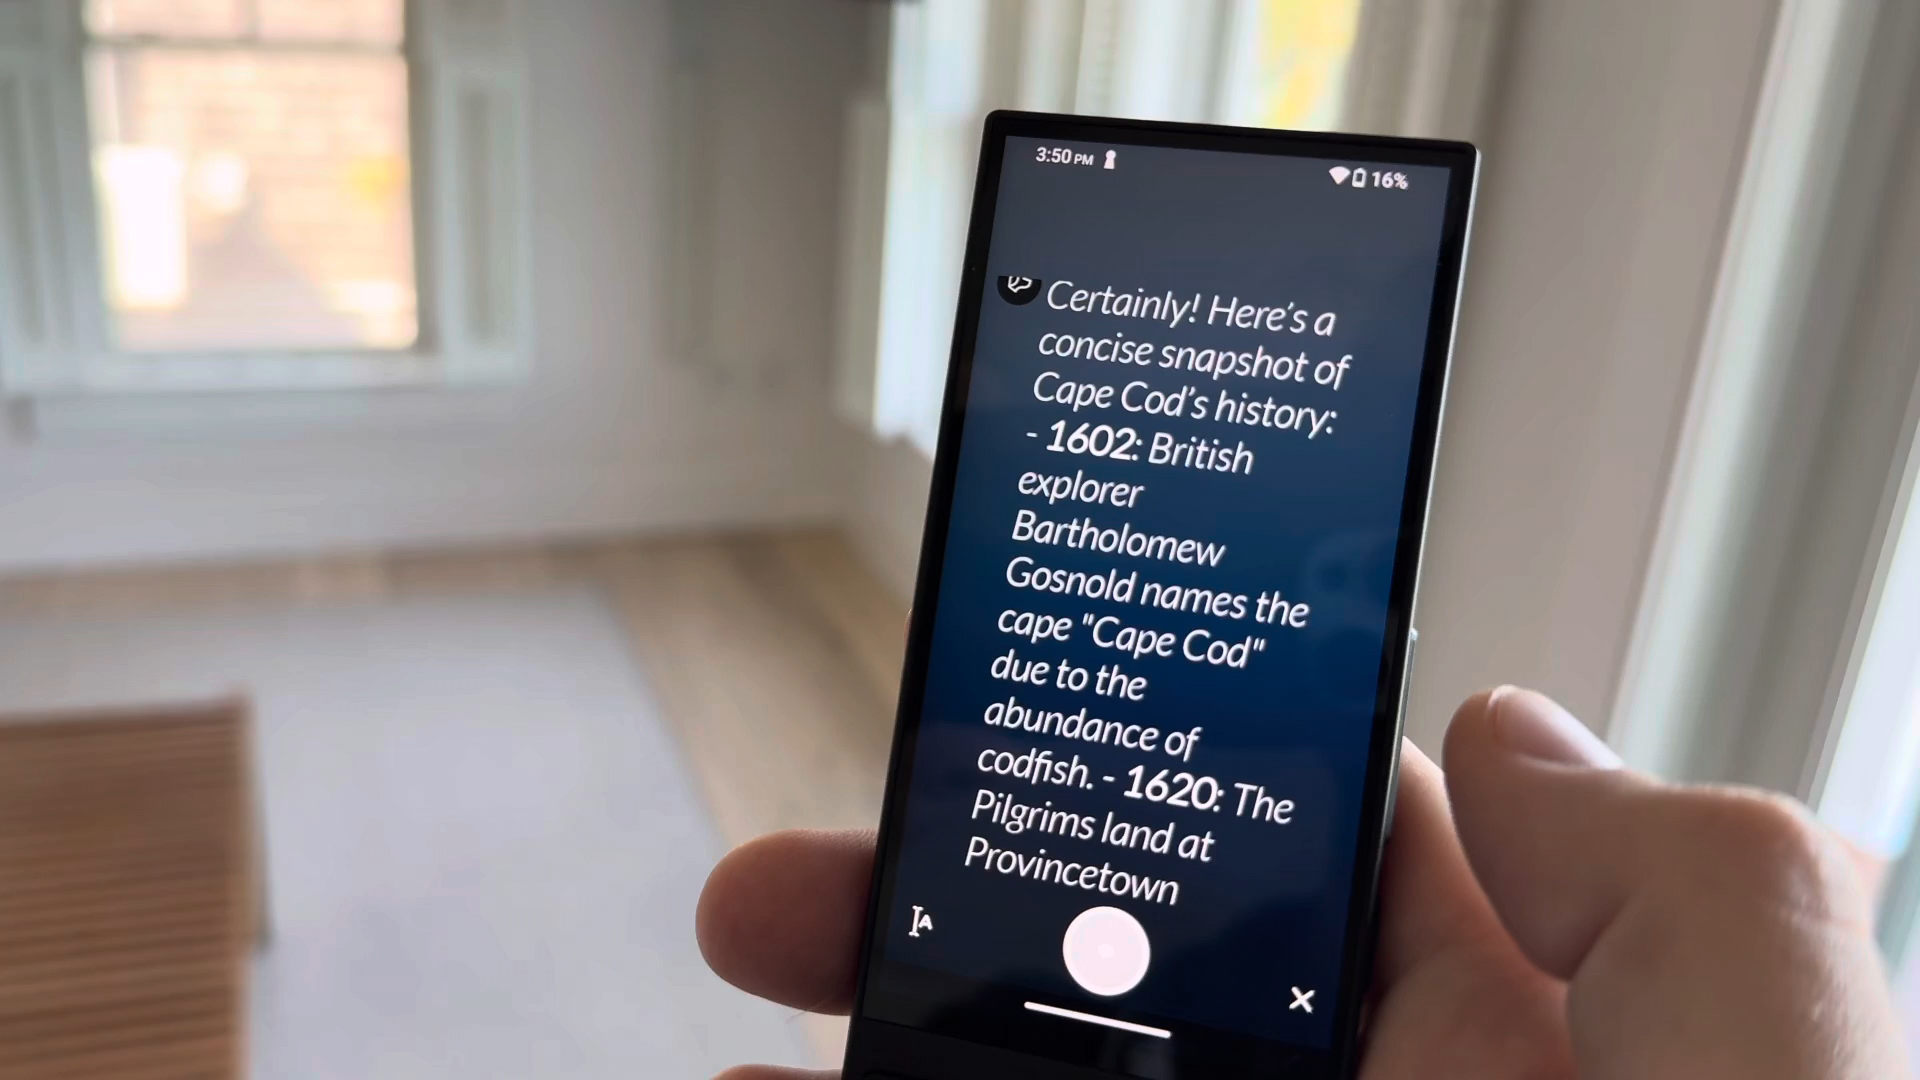 3:50 PM 16%
Certainly! Here's a
concise snapshot of
Cape Cod's history:
- 1602: British
explorer
Bartholomew
Gosnold names the
cape "Cape Cod"
due to the
abundance of
codfish. - 1620: The
Pilgrims land at
Provincetown
A